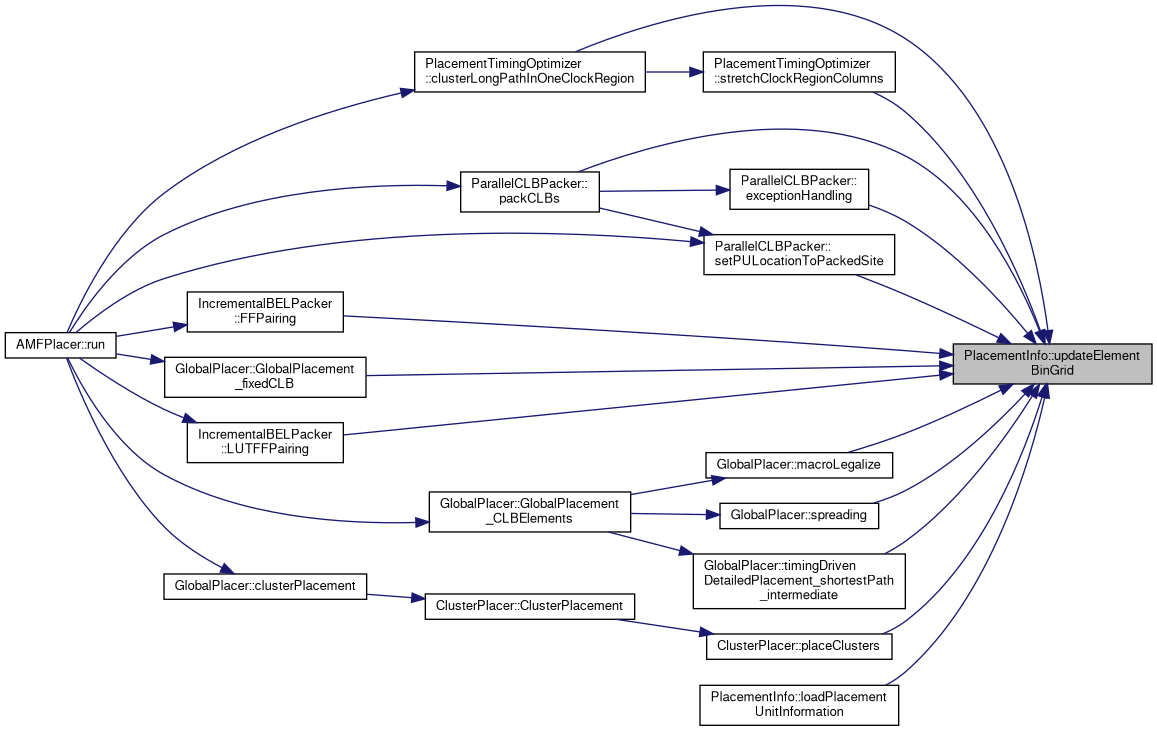 PlacementTimingOptimizer
::clusterLongPathInOneClockRegion
PlacementTimingOptimizer
::stretchClockRegionColumns
ParallelCLBPacker::
packCLBs
ParallelCLBPacker::
exceptionHandling
ParallelCLBPacker::
setPULocationToPackedSite
IncrementalBELPacker
::FFPairing
AMFPlacer::run
PlacementInfo::updateElement
BinGrid
GlobalPlacer::GlobalPlacement
_fixedCLB
IncrementalBELPacker
::LUTFFPairing
GlobalPlacer::macroLegalize
GlobalPlacer::GlobalPlacement
_CLBElements
GlobalPlacer::spreading
GlobalPlacer::timingDriven
DetailedPlacement_shortestPath
_intermediate
GlobalPlacer::clusterPlacement
ClusterPlacer::ClusterPlacement
ClusterPlacer::placeClusters
PlacementInfo::loadPlacement
UnitInformation